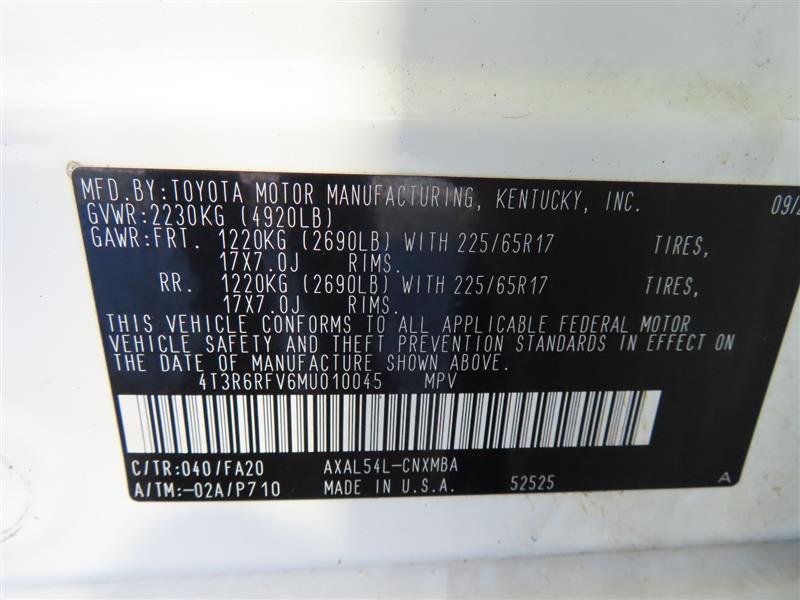 MFD. BY: TOYOTA MOTOR MANUFACTURING, KENTUCKY, INC. 09/2
GVWR: 2230KG (4920LB)
GAWR: FRT. 1220KG (2690LB) WITH 225/65R17 TIRES,
17X7.0J RIMS.
RR. 1220KG (2690LB) WITH 225/65R17 TIRES,
17X7.0J RIMS.
THIS VEHICLE CONFORMS TO ALL APPLICABLE FEDERAL MOTOR
VEHICLE SAFETY AND THEFT PREVENTION STANDARDS IN EFFECT ON
THE DATE OF MANUFACTURE SHOWN ABOVE.
4T3R6RFV6MU010045 MPV
C/TR: 040/FA20 AXAL54L-CNXMBA
A/TM: -02A/P710 MADE IN U.S.A. 52525 A